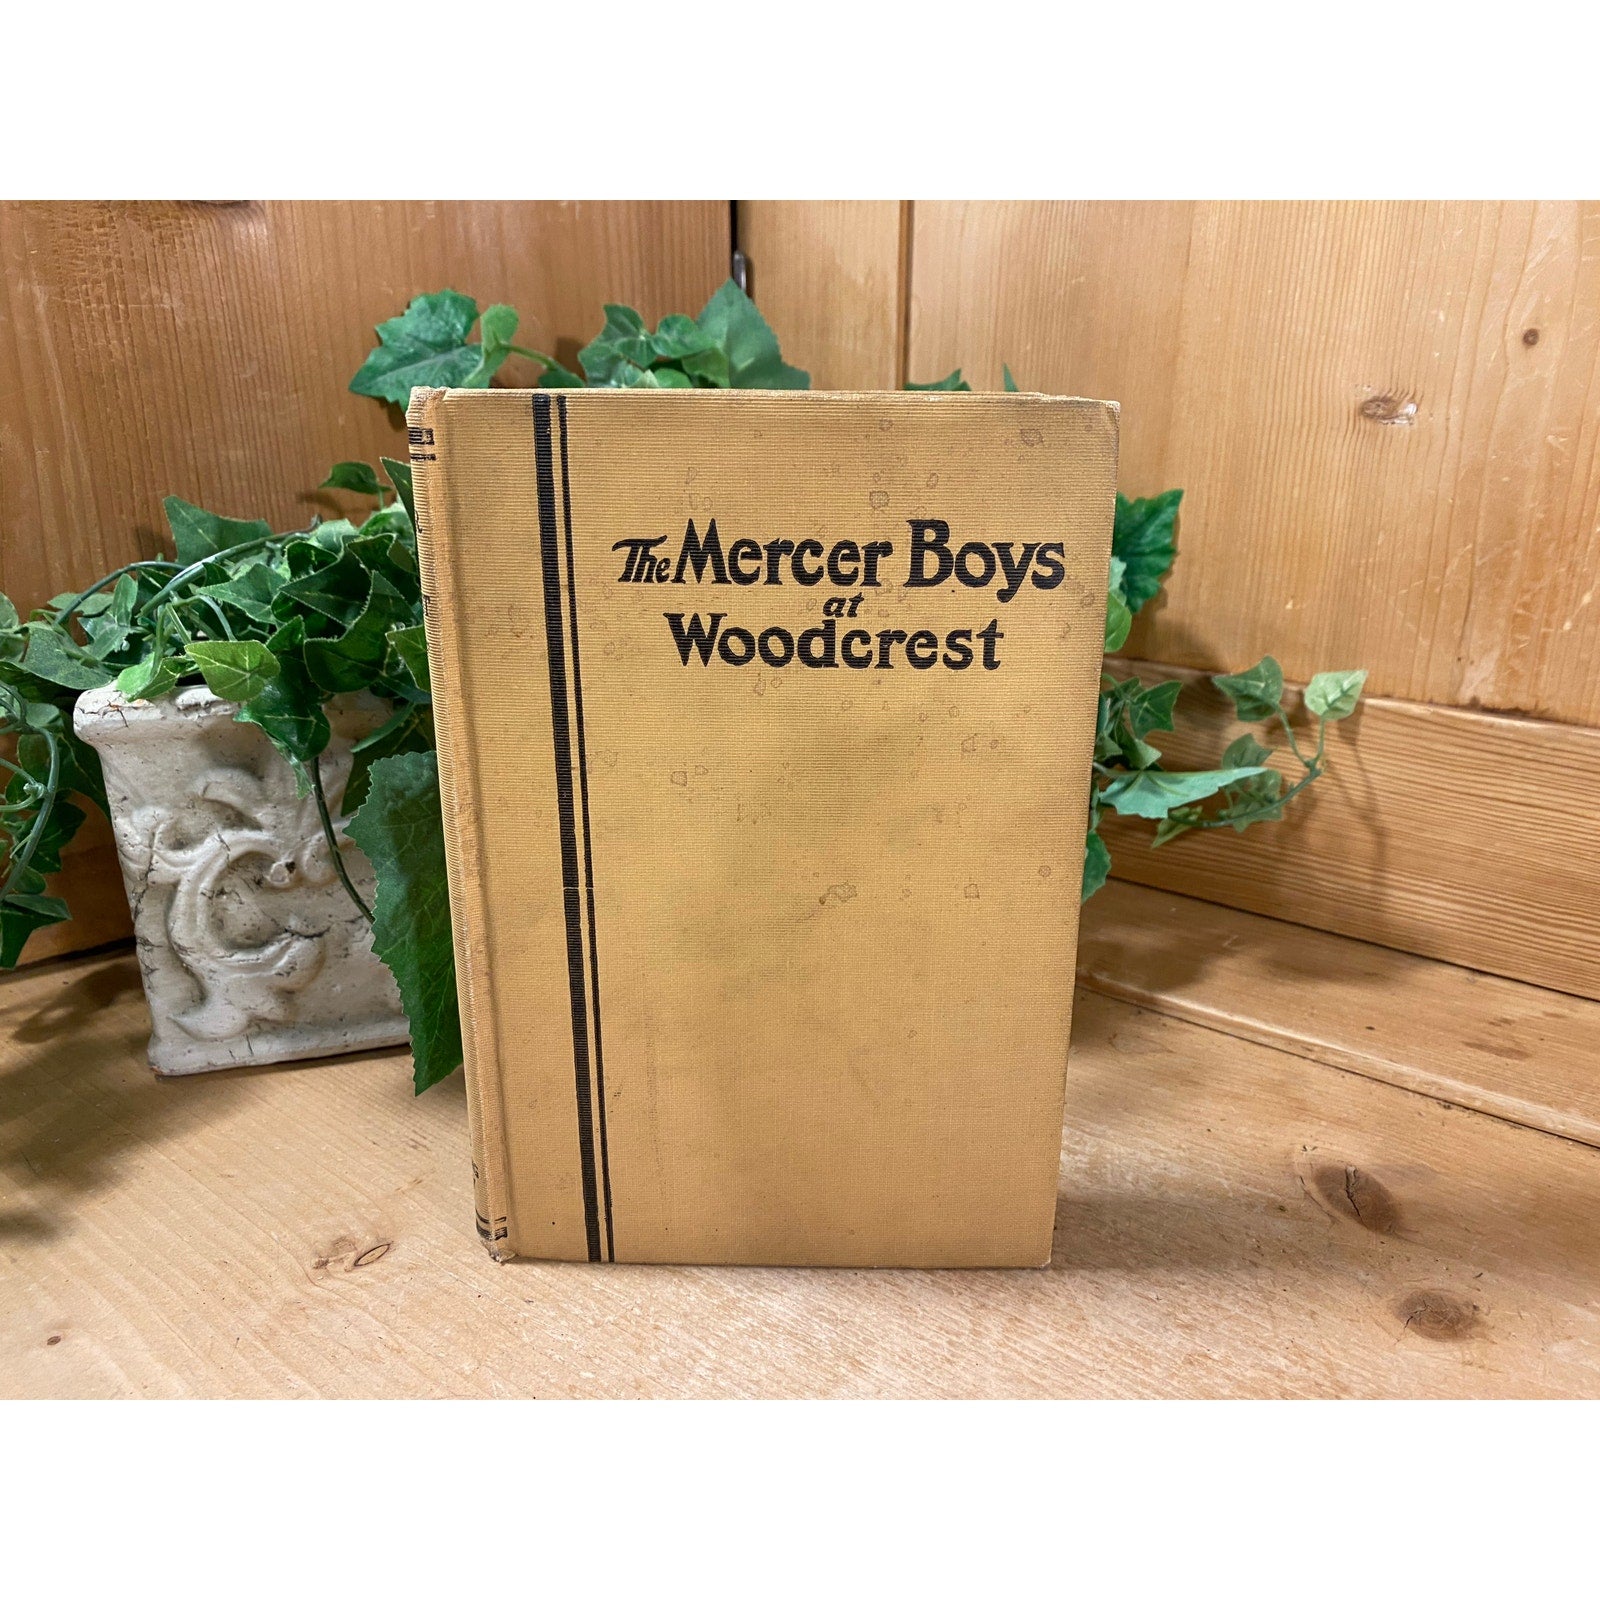 The Mercer Boys
at
Woodcrest